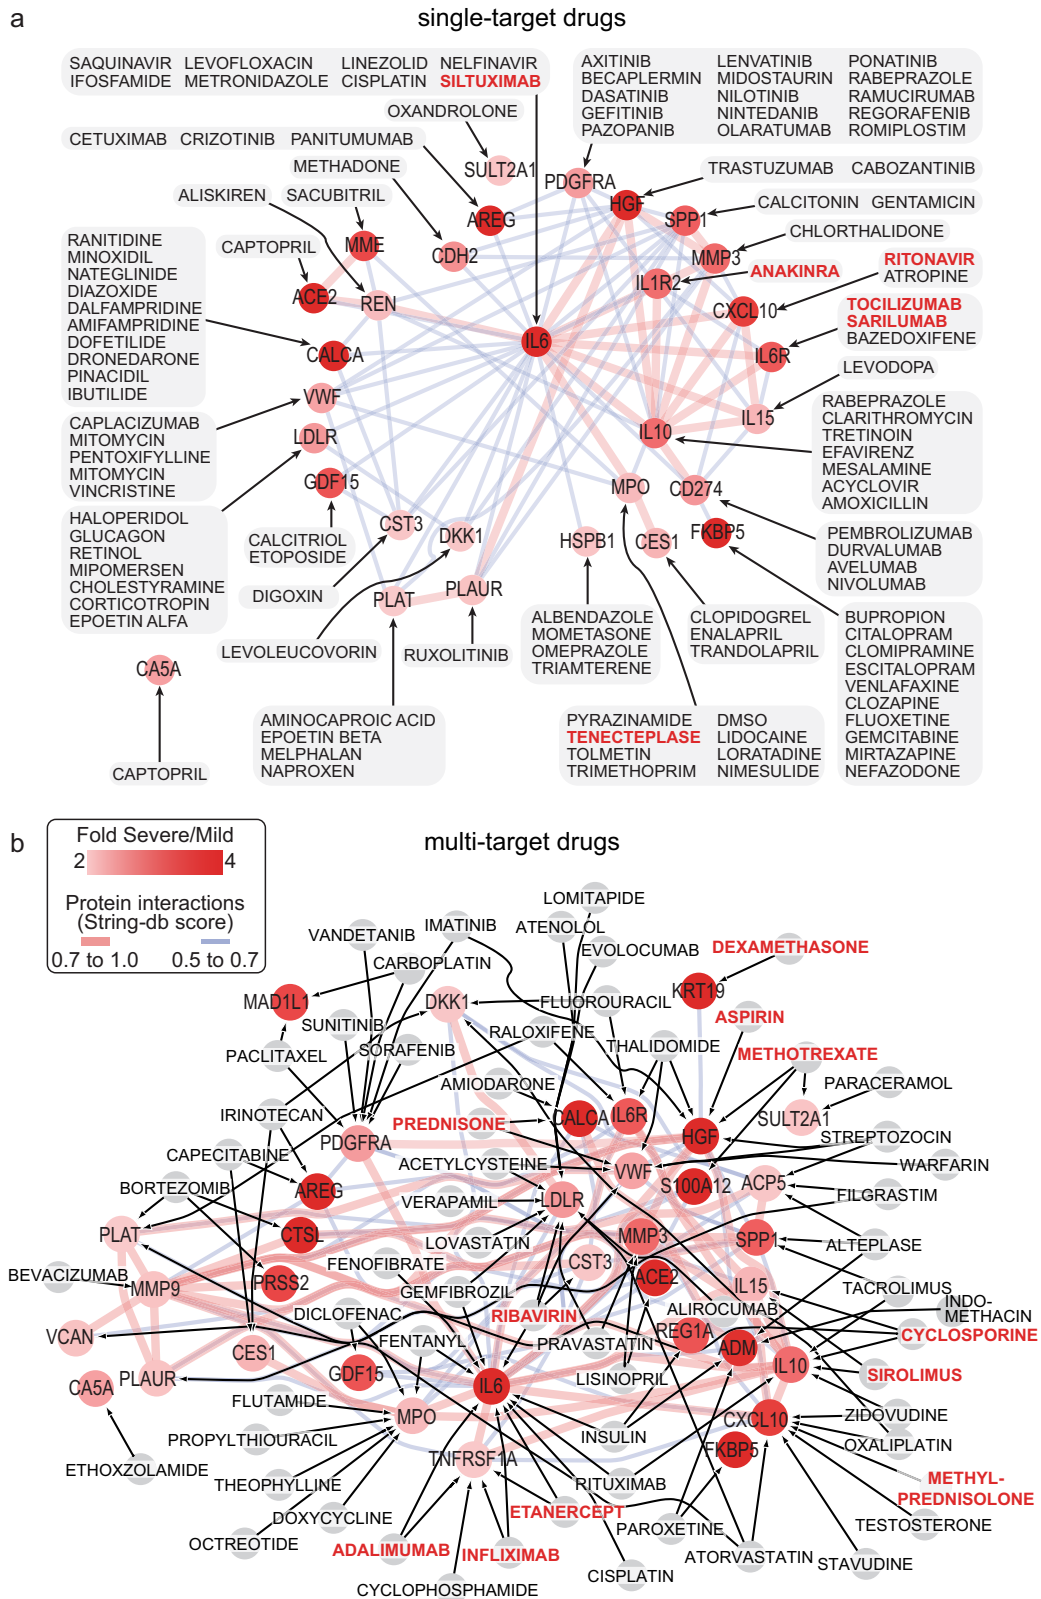 a
single-target drugs
SAQUINAVIR LEVOFLOXACIN LINEZOLID NELFINAVIR
IFOSFAMIDE METRONIDAZOLE CISPLATIN SILTUXIMAB
AXITINIB LENVATINIB PONATINIB
BECAPLERMIN MIDOSTAURIN RABEPRAZOLE
DASATINIB NILOTINIB RAMUCIRUMAB
GEFITINIB NINTEDANIB REGORAFENIB
PAZOPANIB OLARATUMAB ROMIPLOSTIM
OXANDROLONE
CETUXIMAB CRIZOTINIB PANITUMUMAB
METHADONE
SULT2A1
PDGFRA
TRASTUZUMAB CABOZANTINIB
ALISKIREN
SACUBITRIL
AREG
HGF
SPP1
CALCITONIN GENTAMICIN
CHLORTHALIDONE
CAPTOPRIL
MME
CDH2
MMP3
RANITIDINE
MINOXIDIL
NATEGLINIDE
DIAZOXIDE
DALFAMPRIDINE
AMIFAMPRIDINE
DOFETILIDE
DRONEDARONE
PINACIDIL
IBUTILIDE
IL1R2
ANAKINRA
RITONAVIR
ATROPINE
ACE2
REN
CXCL10
TOCILIZUMAB
SARILUMAB
BAZEDOXIFENE
IL6
CALCA
IL6R
LEVODOPA
VWF
CAPLACIZUMAB
MITOMYCIN
PENTOXIFYLLINE
MITOMYCIN
VINCRISTINE
IL15
RABEPRAZOLE
CLARITHROMYCIN
TRETINOIN
EFAVIRENZ
MESALAMINE
ACYCLOVIR
AMOXICILLIN
LDLR
IL10
GDF15
MPO
CD274
HALOPERIDOL
GLUCAGON
RETINOL
MIPOMERSEN
CHOLESTYRAMINE
CORTICOTROPIN
EPOETIN ALFA
CALCITRIOL
ETOPOSIDE
CST3
DKK1
HSPB1
CES1
FKBP5
PEMBROLIZUMAB
DURVALUMAB
AVELUMAB
NIVOLUMAB
DIGOXIN
PLAT
PLAUR
LEVOLEUCOVORIN
RUXOLITINIB
ALBENDAZOLE
MOMETASONE
OMEPRAZOLE
TRIAMTERENE
CLOPIDOGREL
ENALAPRIL
TRANDOLAPRIL
BUPROPION
CITALOPRAM
CLOMIPRAMINE
ESCITALOPRAM
VENLAFAXINE
CLOZAPINE
FLUOXETINE
GEMCITABINE
MIRTAZAPINE
NEFAZODONE
CA5A
CAPTOPRIL
AMINOCAPROIC ACID
EPOETIN BETA
MELPHALAN
NAPROXEN
PYRAZINAMIDE DMSO
TENECTEPLASE LIDOCAINE
TOLMETIN LORATADINE
TRIMETHOPRIM NIMESULIDE
b
multi-target drugs
Fold Severe/Mild
2 4
Protein interactions
(String-db score)
0.7 to 1.0 0.5 to 0.7
LOMITAPIDE
VANDETANIB
IMATINIB
ATENOLOL
EVOLOCUMAB
DEXAMETHASONE
CARBOPLATIN
MAD1L1
DKK1
FLUOROURACIL
KRT19
SUNITINIB
RALOXIFENE
ASPIRIN
PACLITAXEL
SORAFENIB
THALIDOMIDE
METHOTREXATE
AMIODARONE
PARACERAMOL
IRINOTECAN
PREDNISONE
CALCA
IL6R
SULT2A1
CAPECITABINE
PDGFRA
HGF
STREPTOZOCIN
ACETYLCYSTEINE
VWF
WARFARIN
BORTEZOMIB
AREG
VERAPAMIL
LDLR
S100A12
ACP5
FILGRASTIM
PLAT
CTSL
LOVASTATIN
MMP3
SPP1
ALTEPLASE
BEVACIZUMAB
MMP9
PRSS2
FENOFIBRATE
CST3
ACE2
IL15
TACROLIMUS
GEMFIBROZIL
DICLOFENAC
RIBAVIRIN
ALIROCUMAB
INDO-
METHACIN
VCAN
CES1
FENTANYL
PRAVASTATIN
REG1A
ADM
CYCLOSPORINE
CA5A
PLAUR
GDF15
IL6
LISINOPRIL
IL10
SIROLIMUS
FLUTAMIDE
MPO
CXCL10
ZIDOVUDINE
PROPYLTHIOURACIL
INSULIN
FKBP5
OXALIPLATIN
ETHOXZOLAMIDE
TNFRSF1A
THEOPHYLLINE
RITUXIMAB
METHYL-
PREDNISOLONE
DOXYCYCLINE
ETANERCEPT
PAROXETINE
TESTOSTERONE
OCTREOTIDE
ADALIMUMAB
INFLIXIMAB
ATORVASTATIN
STAVUDINE
CISPLATIN
CYCLOPHOSPHAMIDE